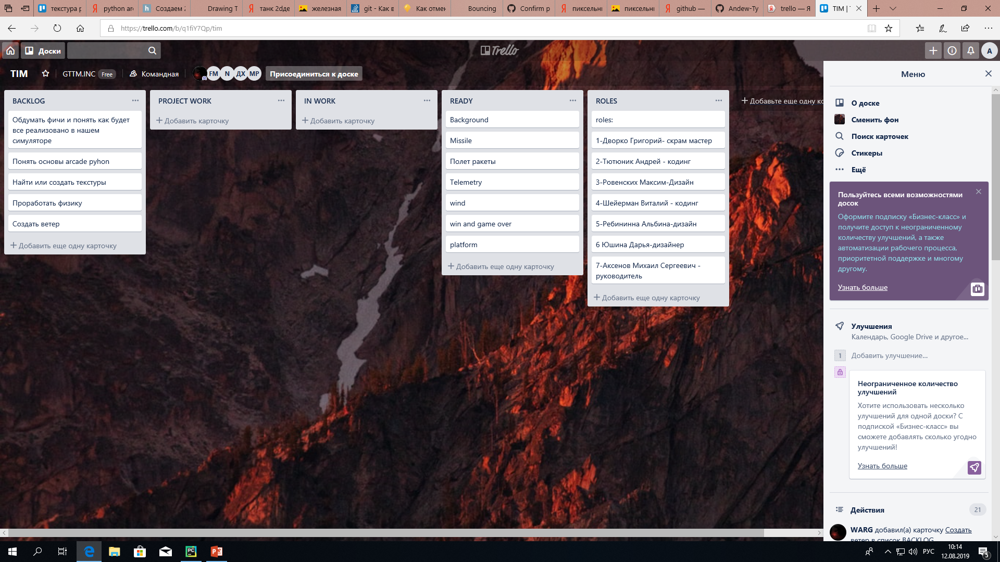 текстура р
python arc
Создаем 2
Drawing T
танк 2dде
железная
git - Как в
Как отмен
Bouncing
Confirm p
пиксельны
пиксельны
github —
Andew-Ty
trello — Я
TIM | T
https://trello.com/b/q1fiY7Qp/tim
Доски
Trello
A
TIM
GTTM.INC
Free
Командная
FM
N
ДХ
МР
Присоединиться к доске
BACKLOG
Обдумать фичи и понять как будет
все реализовано в нашем
симуляторе
Понять основы arcade pyhon
Найти или создать текстуры
Проработать физику
Создать ветер
+ Добавить еще одну карточку
PROJECT WORK
+ Добавить карточку
IN WORK
+ Добавить карточку
READY
Background
Missile
Полет ракеты
Telemetry
wind
win and game over
platform
+ Добавить еще одну карточку
ROLES
roles:
1-Дворко Григорий- скрам мастер
2-Тютюник Андрей - кодинг
3-Ровенских Максим-Дизайн
4-Шейерман Виталий - кодинг
5-Ребининна Альбина-дизайн
6 Юшина Дарья-дизайнер
7-Аксенов Михаил Сергеевич -
руководитель
+ Добавить еще одну карточку
+ Добавьте еще одну ко
Меню
О доске
Сменить фон
Поиск карточек
Стикеры
Ещё
Пользуйтесь всеми возможностями
досок
Оформите подписку «Бизнес-класс» и
получите доступ к неограниченному
количеству улучшений, а также
автоматизации рабочего процесса,
приоритетной поддержке и многому
другому.
Узнать больше
Улучшения
Календарь, Google Drive и другое...
1
Добавить улучшение...
Неограниченное количество
улучшений
Хотите использовать несколько
улучшений для одной доски? С
подпиской «Бизнес-класс» вы
сможете добавлять сколько угодно
улучшений!
Узнать больше
Действия
21
WARG добавил(а) карточку Создать
ветер в список BACKLOG
PC
РУС
10:14
12.08.2019
5